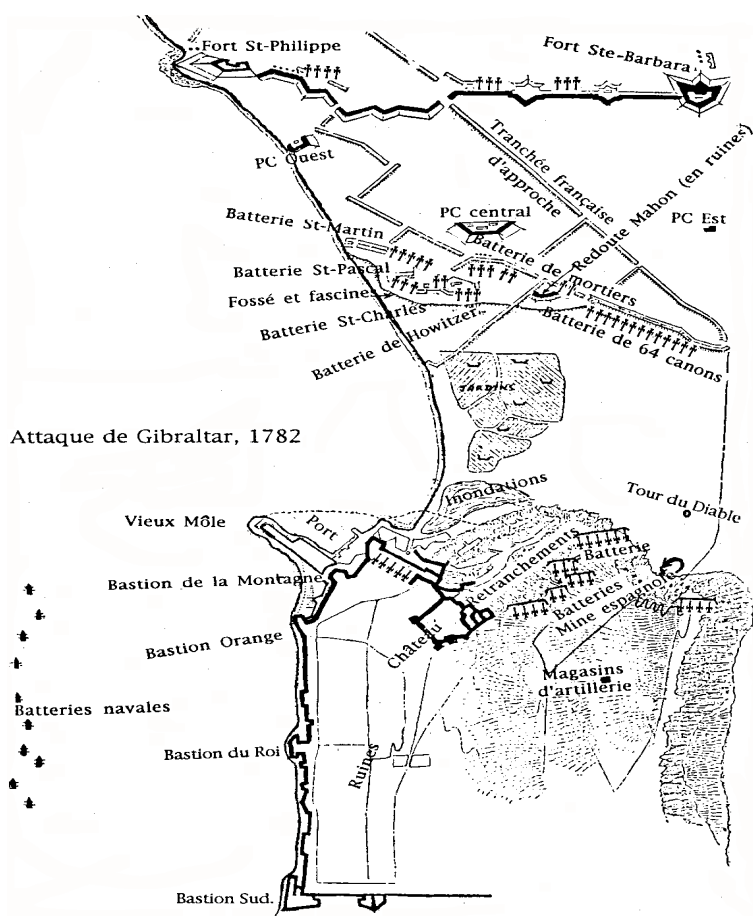 Fort St-Philippe
Fort Ste-Barbara
PC Ouest
Tranchée française
d'approche
Redoute Mahon (en ruines)
PC central
PC Est
Batterie St-Martin
Batterie de mortiers
Batterie St-Pascal
Fossé et fascines
Batterie St-Charles
Batterie de Howitzer
Batterie de 64 canons
JARDINS
Attaque de Gibraltar, 1782
Inondations
Tour du Diable
Vieux Môle
Port
Retranchements
Batterie
Bastion de la Montagne
Batteries
Mine espagnole
Bastion Orange
Château
Magasins
d'artillerie
Batteries navales
Bastion du Roi
Ruines
Bastion Sud.